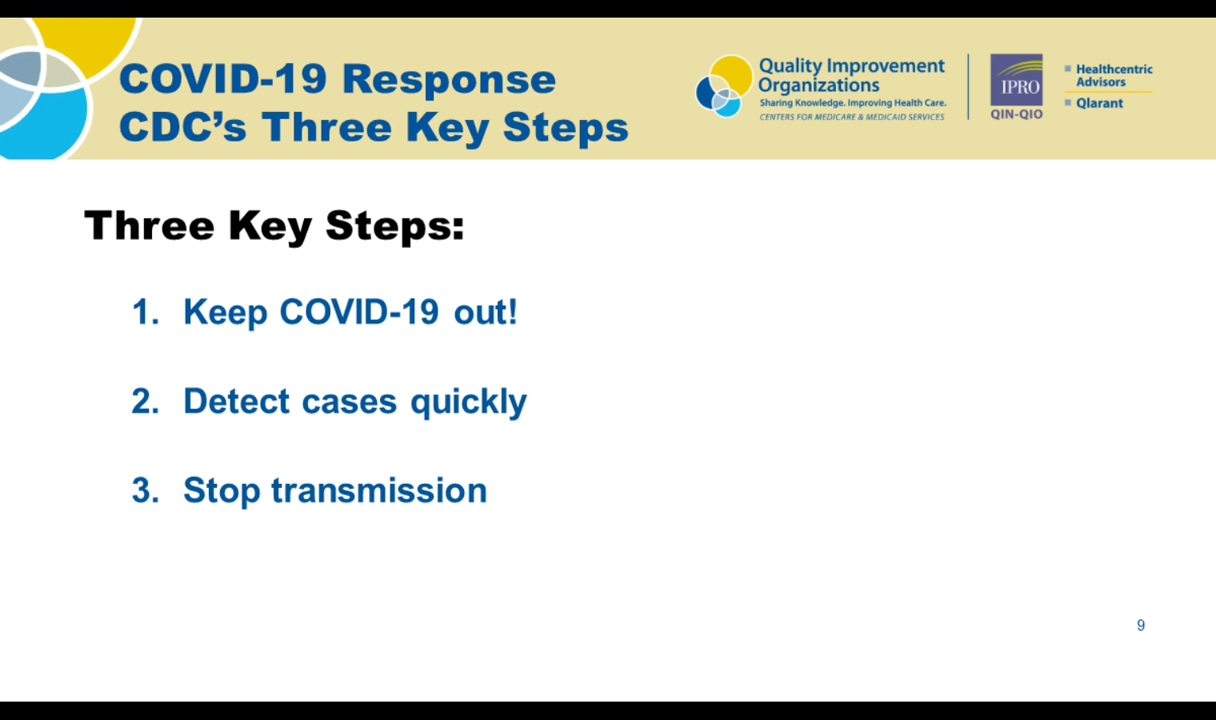 COVID-19 Response
CDC's Three Key Steps
Quality Improvement
Organizations
Sharing Knowledge. Improving Health Care.
CENTERS FOR MEDICARE & MEDICAID SERVICES
IPRO
QIN-QIO
Healthcentric
Advisors
Qlarant
Three Key Steps:
1. Keep COVID-19 out!
2. Detect cases quickly
3. Stop transmission
9